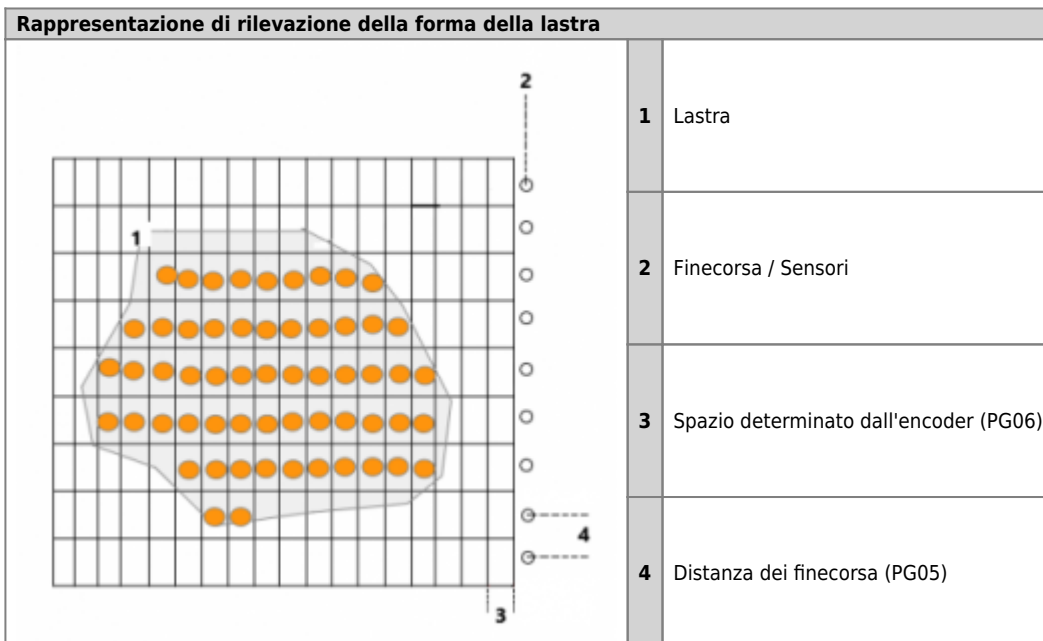 Rappresentazione di rilevazione della forma della lastra
2
1
4
3
1 Lastra
2 Finecorsa / Sensori
3 Spazio determinato dall'encoder (PG06)
4 Distanza dei finecorsa (PG05)